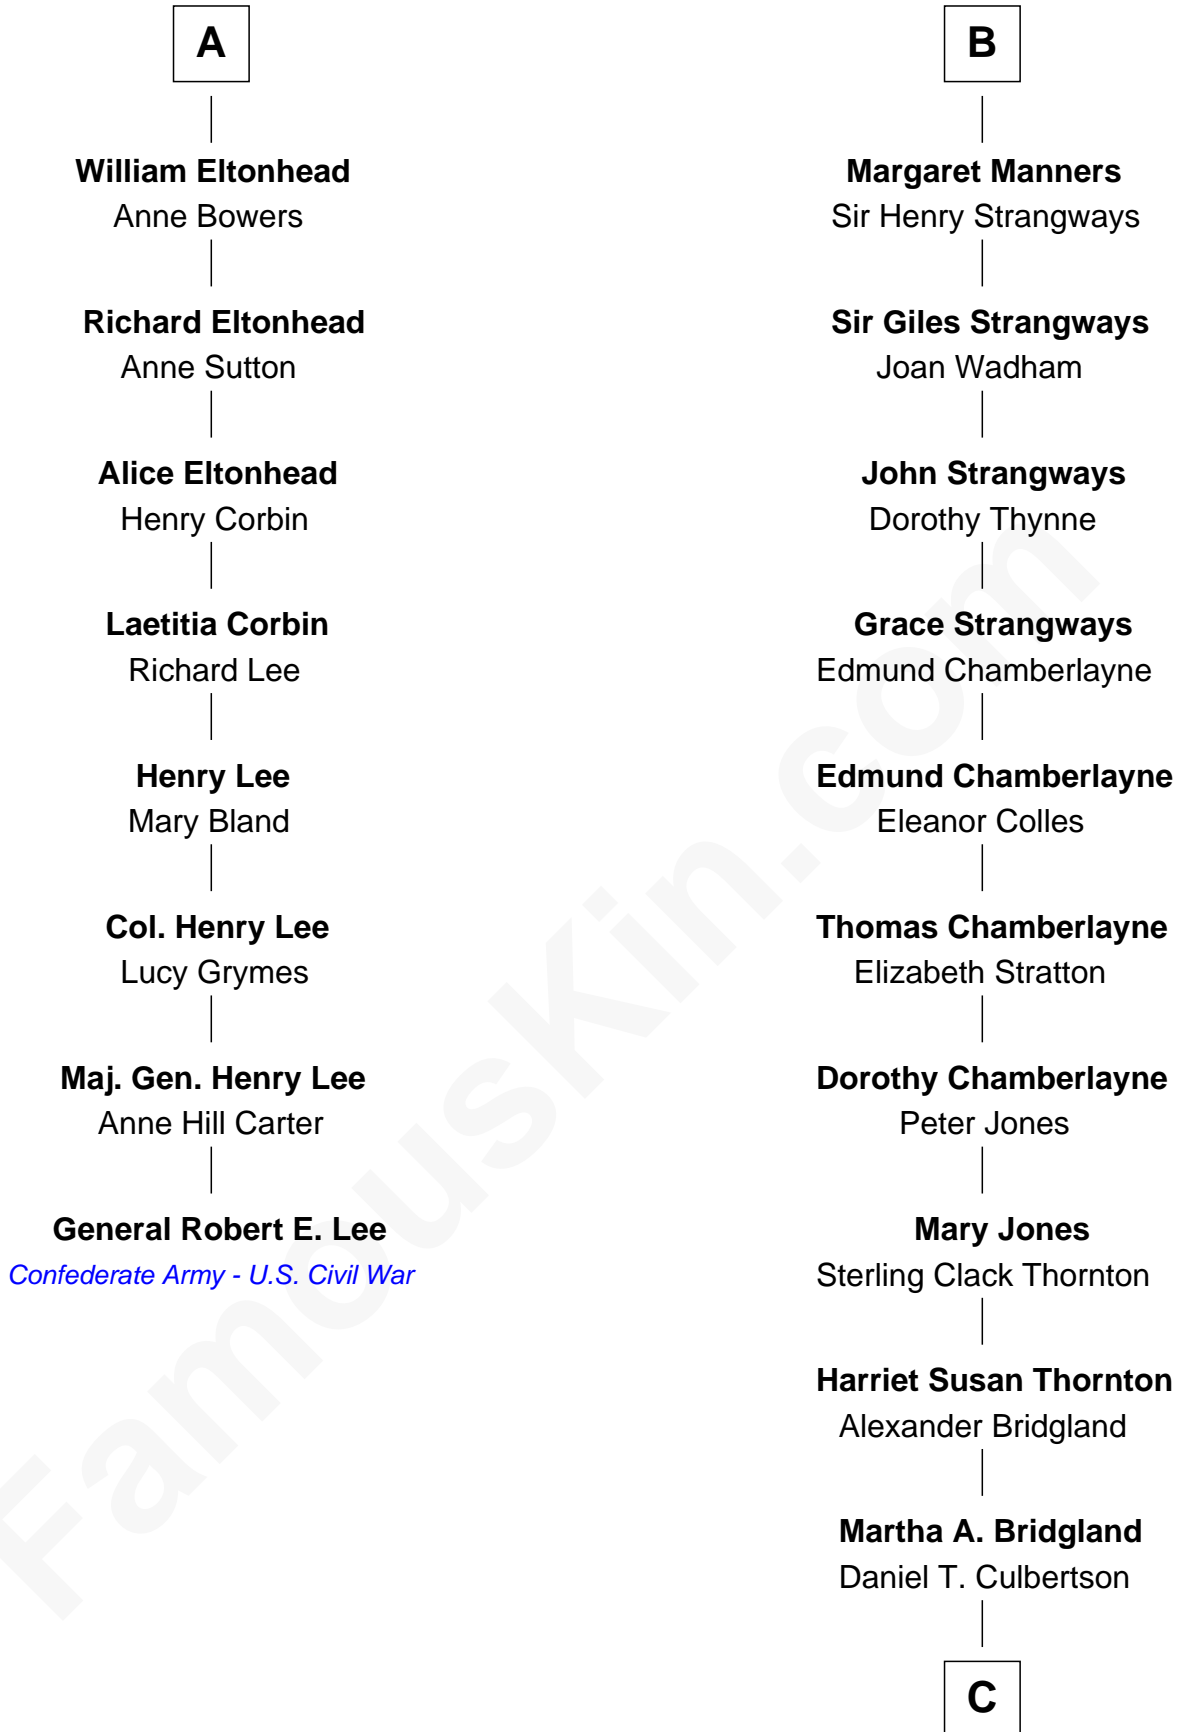 A
William Eltonhead
Anne Bowers
Richard Eltonhead
Anne Sutton
Alice Eltonhead
Henry Corbin
Laetitia Corbin
Richard Lee
Henry Lee
Mary Bland
Col. Henry Lee
Lucy Grymes
Maj. Gen. Henry Lee
Anne Hill Carter
General Robert E. Lee
Confederate Army - U.S. Civil War
B
Margaret Manners
Sir Henry Strangways
Sir Giles Strangways
Joan Wadham
John Strangways
Dorothy Thynne
Grace Strangways
Edmund Chamberlayne
Edmund Chamberlayne
Eleanor Colles
Thomas Chamberlayne
Elizabeth Stratton
Dorothy Chamberlayne
Peter Jones
Mary Jones
Sterling Clack Thornton
Harriet Susan Thornton
Alexander Bridgland
Martha A. Bridgland
Daniel T. Culbertson
C
FamousKin.com